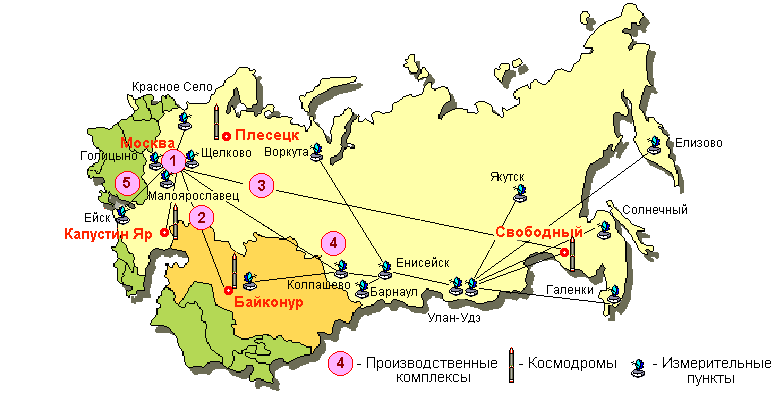 Красное Село
Москва
Плесецк
Голицыно
1
Щелково
Воркута
Елизово
5
3
Якутск
Малоярославец
Ейск
2
Солнечный
Капустин Яр
Свободный
4
Енисейск
Колпашево
Байконур
Барнаул
Галенки
Улан-Удэ
4
- Производственные
комплексы
- Космодромы
- Измерительные
пункты